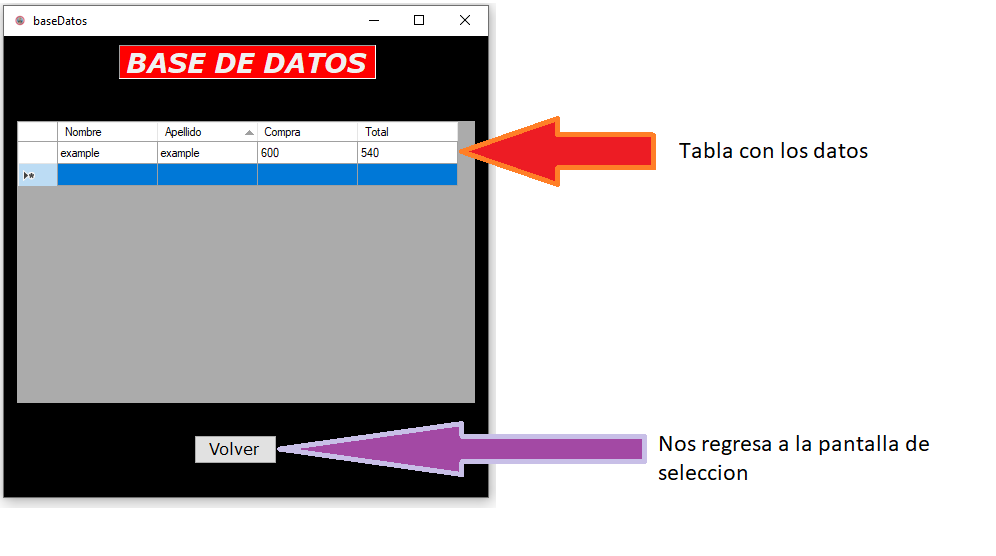 baseDatos
BASE DE DATOS
Nombre Apellido Compra Total
example example 600 540
Tabla con los datos
Volver
Nos regresa a la pantalla de
seleccion